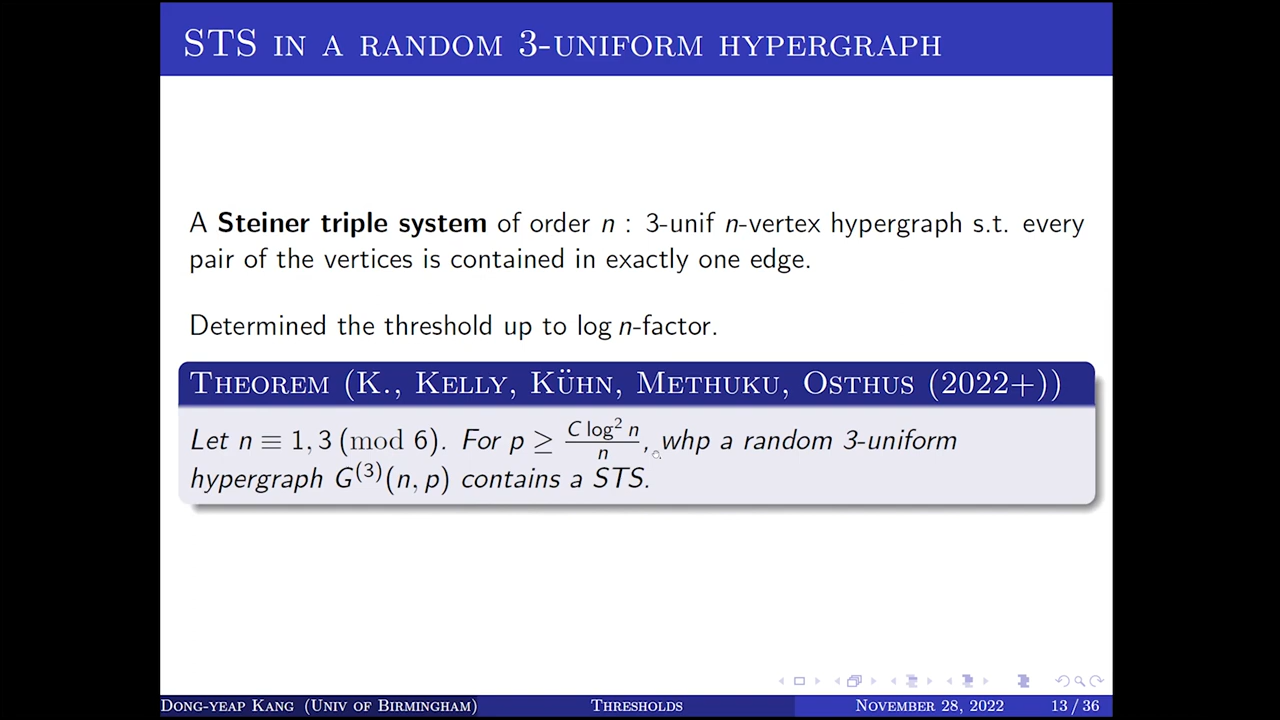 STS in a random 3-uniform hypergraph
A Steiner triple system of order n : 3-unif n-vertex hypergraph s.t. every
pair of the vertices is contained in exactly one edge.
Determined the threshold up to log n-factor.
Theorem (K., Kelly, Kühn, Methuku, Osthus (2022+))
Let n ≡ 1, 3 (mod 6). For p ≥ C log² n / n, whp a random 3-uniform
hypergraph G⁽³⁾(n, p) contains a STS.
Dong-yeap Kang (Univ of Birmingham) Thresholds November 28, 2022 13 / 36